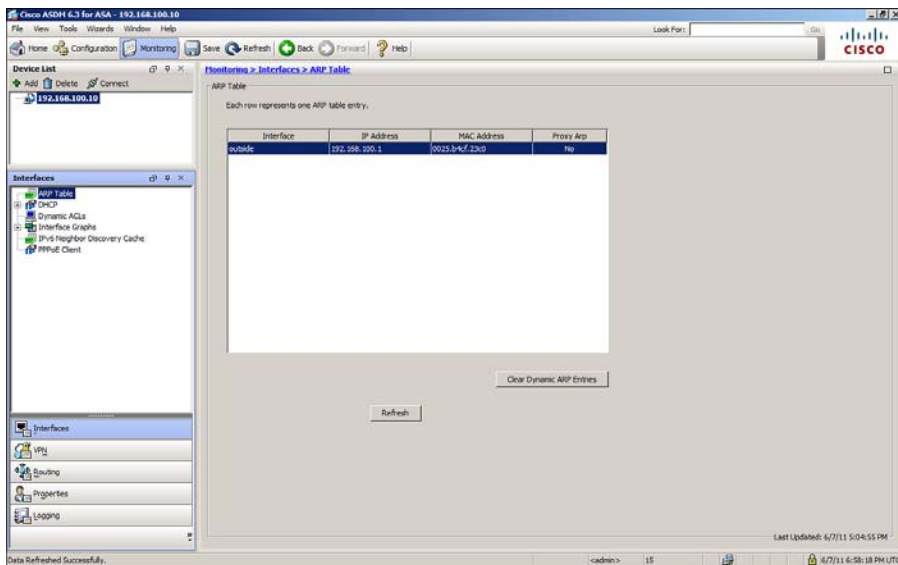 Cisco ASDM 6.3 for ASA - 192.168.100.10
File View Tools Wizards Window Help
Look For:
Go
Home Configuration Monitoring Save Refresh Back Forward Help
CISCO
Device List
Add Delete Connect
192.168.100.10
Interfaces
ARP Table
DHCP
Dynamic ACLs
Interface Graphs
IPv6 Neighbor Discovery Cache
PPPoE Client
Interfaces
VPN
Routing
Properties
Logging
Monitoring > Interfaces > ARP Table
ARP Table
Each row represents one ARP table entry.
Interface IP Address MAC Address Proxy Arp
outside 192.168.100.1 0025.b4cf.23c0 No
Clear Dynamic ARP Entries
Refresh
Last Updated: 6/7/11 5:04:55 PM
Data Refreshed Successfully.
<admin> 15
6/7/11 6:58:18 PM UTC